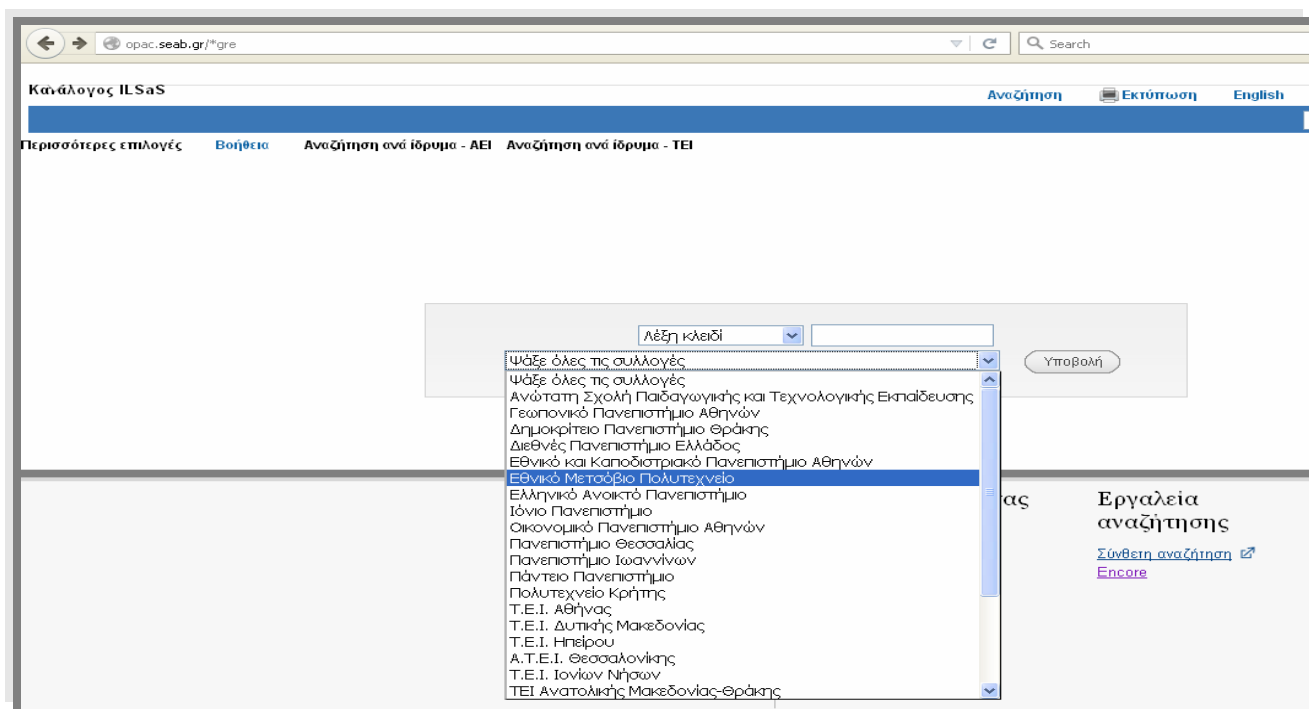 opac.seab.gr/*gre
Search
Κατάλογος ILSaS
Αναζήτηση Εκτύπωση English
Περισσότερες επιλογές Βοήθεια Αναζήτηση ανά ίδρυμα - ΑΕΙ Αναζήτηση ανά ίδρυμα - ΤΕΙ
Λέξη κλειδί
Ψάξε όλες τις συλλογές
Υποβολή
Ψάξε όλες τις συλλογές
Ανώτατη Σχολή Παιδαγωγικής και Τεχνολογικής Εκπαίδευσης
Γεωπονικό Πανεπιστήμιο Αθηνών
Δημοκρίτειο Πανεπιστήμιο Θράκης
Διεθνές Πανεπιστήμιο Ελλάδος
Εθνικό και Καποδιστριακό Πανεπιστήμιο Αθηνών
Εθνικό Μετσόβιο Πολυτεχνείο
Ελληνικό Ανοικτό Πανεπιστήμιο
Ιόνιο Πανεπιστήμιο
Οικονομικό Πανεπιστήμιο Αθηνών
Πανεπιστήμιο Θεσσαλίας
Πανεπιστήμιο Ιωαννίνων
Πάντειο Πανεπιστήμιο
Πολυτεχνείο Κρήτης
Τ.Ε.Ι. Αθήνας
Τ.Ε.Ι. Δυτικής Μακεδονίας
Τ.Ε.Ι. Ηπείρου
Α.Τ.Ε.Ι. Θεσσαλονίκης
Τ.Ε.Ι. Ιονίων Νήσων
ΤΕΙ Ανατολικής Μακεδονίας-Θράκης
ας
Εργαλεία
αναζήτησης
Σύνθετη αναζήτηση
Encore